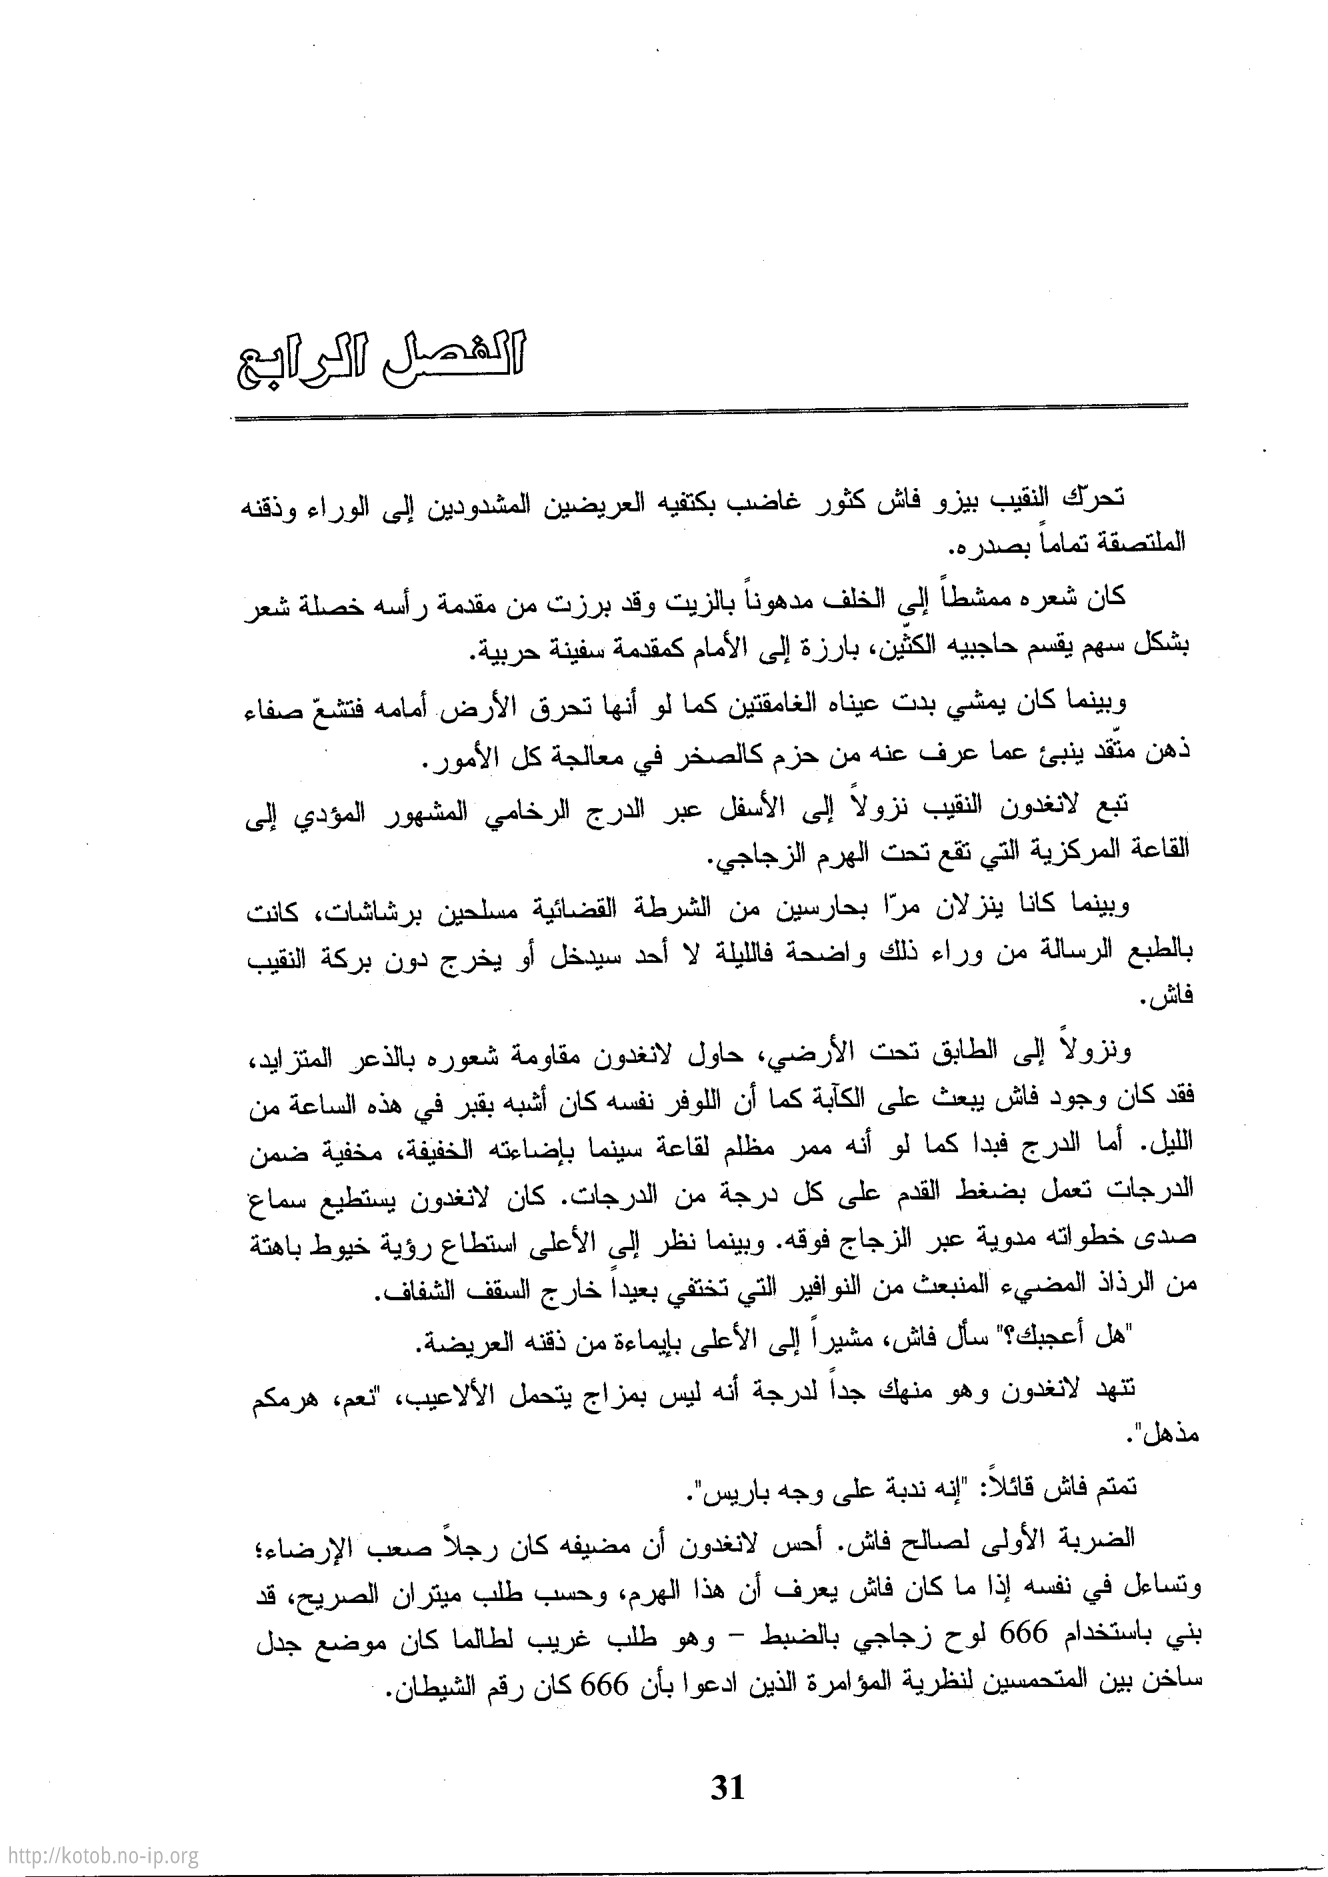 الفصل الرابع
تحرّك النقيب بيزو فاش كثور غاضب بكتفيه العريضين المشدودين إلى الوراء وذقنه
الملتصقة تماماً بصدره.
كان شعره ممشطاً إلى الخلف مدهوناً بالزيت وقد برزت من مقدمة رأسه خصلة شعر
بشكل سهم يقسم حاجبيه الكثّين، بارزة إلى الأمام كمقدمة سفينة حربية.
وبينما كان يمشي بدت عيناه الغامقتين كما لو أنها تحرق الأرض أمامه فتشعّ صفاء
ذهن متّقد ينبئ عما عرف عنه من حزم كالصخر في معالجة كل الأمور.
تبع لانغدون النقيب نزولاً إلى الأسفل عبر الدرج الرخامي المشهور المؤدي إلى
القاعة المركزية التي تقع تحت الهرم الزجاجي.
وبينما كانا ينزلان مرّا بحارسين من الشرطة القضائية مسلحين برشاشات، كانت
بالطبع الرسالة من وراء ذلك واضحة فالليلة لا أحد سيدخل أو يخرج دون بركة النقيب
فاش.
ونزولاً إلى الطابق تحت الأرضي، حاول لانغدون مقاومة شعوره بالذعر المتزايد،
فقد كان وجود فاش يبعث على الكآبة كما أن اللوفر نفسه كان أشبه بقبر في هذه الساعة من
الليل. أما الدرج فبدا كما لو أنه ممر مظلم لقاعة سينما بإضاءته الخفيفة، مخفية ضمن
الدرجات تعمل بضغط القدم على كل درجة من الدرجات. كان لانغدون يستطيع سماع
صدى خطواته مدوية عبر الزجاج فوقه. وبينما نظر إلى الأعلى استطاع رؤية خيوط باهتة
من الرذاذ المضيء المنبعث من النوافير التي تختفي بعيداً خارج السقف الشفاف.
"هل أعجبك؟" سأل فاش، مشيراً إلى الأعلى بإيماءة من ذقنه العريضة.
تنهد لانغدون وهو منهك جداً لدرجة أنه ليس بمزاج يتحمل الألاعيب، "نعم، هرمكم
مذهل".
تمتم فاش قائلاً: "إنه ندبة على وجه باريس".
الضربة الأولى لصالح فاش. أحس لانغدون أن مضيفه كان رجلاً صعب الإرضاء؛
وتساءل في نفسه إذا ما كان فاش يعرف أن هذا الهرم، وحسب طلب ميتران الصريح، قد
بني باستخدام 666 لوح زجاجي بالضبط – وهو طلب غريب لطالما كان موضع جدل
ساخن بين المتحمسين لنظرية المؤامرة الذين ادعوا بأن 666 كان رقم الشيطان.
31
http://kotob.no-ip.org